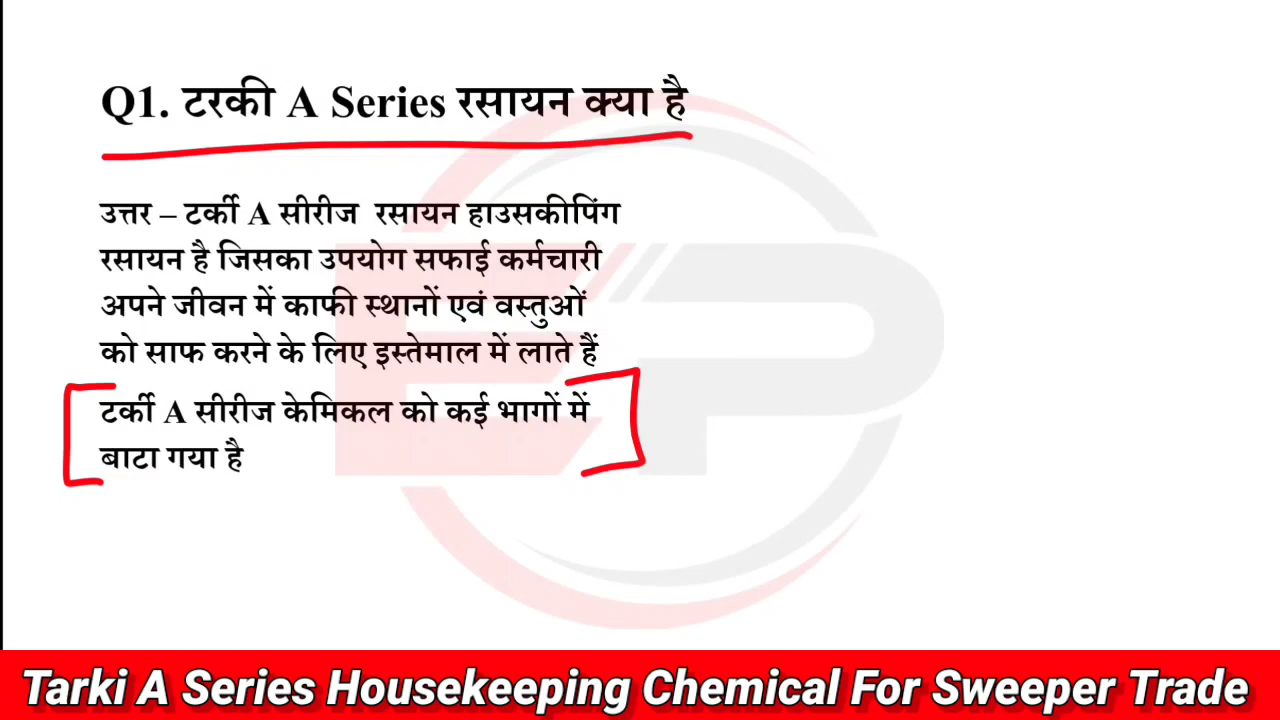 Q1. टरकी A Series रसायन क्या है
उत्तर – टर्की A सीरीज रसायन हाउसकीपिंग
रसायन है जिसका उपयोग सफाई कर्मचारी
अपने जीवन में काफी स्थानों एवं वस्तुओं
को साफ करने के लिए इस्तेमाल में लाते हैं
टर्की A सीरीज केमिकल को कई भागों में
बाटा गया है
Tarki A Series Housekeeping Chemical For Sweeper Trade